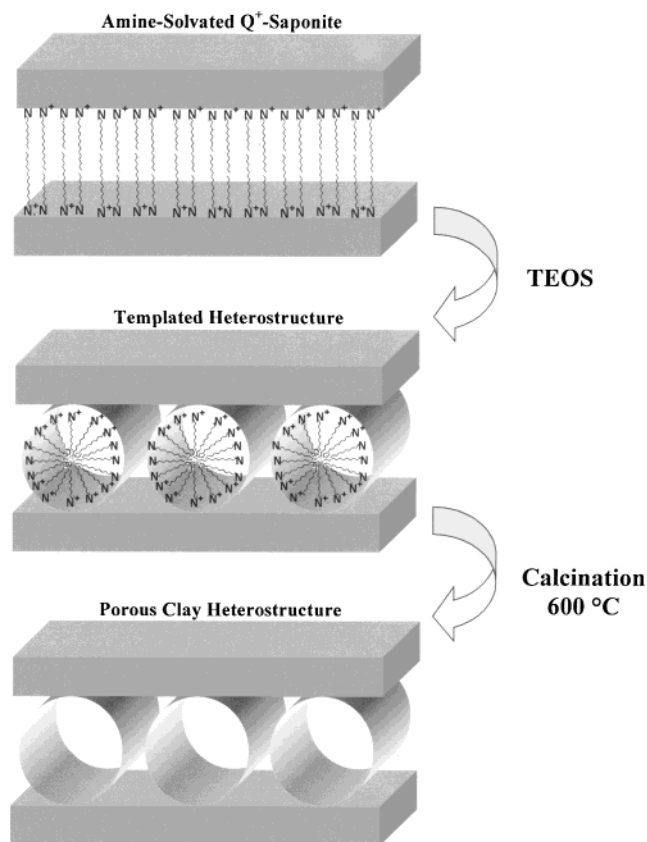 Amine-Solvated Q⁺-Saponite
N N⁺ N N⁺ N N⁺ N N⁺ N N⁺ N N⁺ N N⁺ N N⁺ N N⁺ N N⁺
N⁺N N⁺N N⁺N N⁺N N⁺N N⁺N N⁺N N⁺N N⁺N N⁺N
TEOS
Templated Heterostructure
Calcination
600 °C
Porous Clay Heterostructure